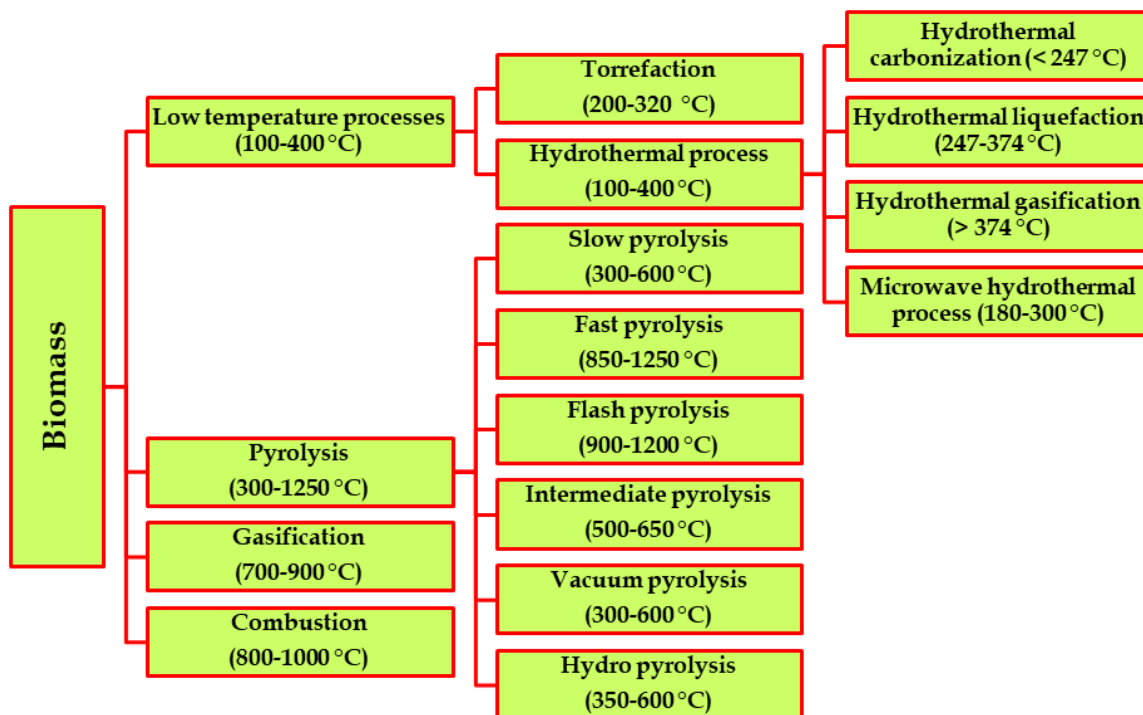 Biomass
Low temperature processes
(100-400 °C)
Pyrolysis
(300-1250 °C)
Gasification
(700-900 °C)
Combustion
(800-1000 °C)
Torrefaction
(200-320 °C)
Hydrothermal process
(100-400 °C)
Slow pyrolysis
(300-600 °C)
Fast pyrolysis
(850-1250 °C)
Flash pyrolysis
(900-1200 °C)
Intermediate pyrolysis
(500-650 °C)
Vacuum pyrolysis
(300-600 °C)
Hydro pyrolysis
(350-600 °C)
Hydrothermal
carbonization (< 247 °C)
Hydrothermal liquefaction
(247-374 °C)
Hydrothermal gasification
(> 374 °C)
Microwave hydrothermal
process (180-300 °C)